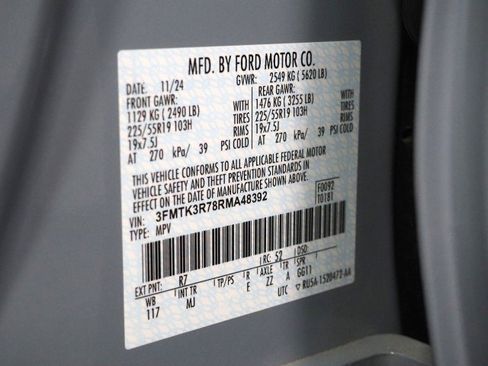 MFD. BY FORD MOTOR CO.
DATE: 11/24 GVWR: 2549 KG ( 5620 LB)
FRONT GAWR: REAR GAWR:
1129 KG ( 2490 LB) WITH 1476 KG ( 3255 LB) WITH
225/55R19 103H TIRES 225/55R19 103H TIRES
19x7.5J RIMS 19x7.5J RIMS
AT 270 kPa/ 39 PSI COLD AT 270 kPa/ 39 PSI COLD
THIS VEHICLE CONFORMS TO ALL APPLICABLE FEDERAL MOTOR
VEHICLE SAFETY AND THEFT PREVENTION STANDARDS IN
EFFECT ON THE DATE OF MANUFACTURE SHOWN ABOVE.
VIN: 3FMTK3R78RMA48392 F0092
TYPE: MPV T0181
EXT PNT: R7 RC: 52 DSO:
WB INT TR TP/PS R AXLE TR SPR
117 MJ E ZZ A GG11
UTC RU5A-1520472-AA